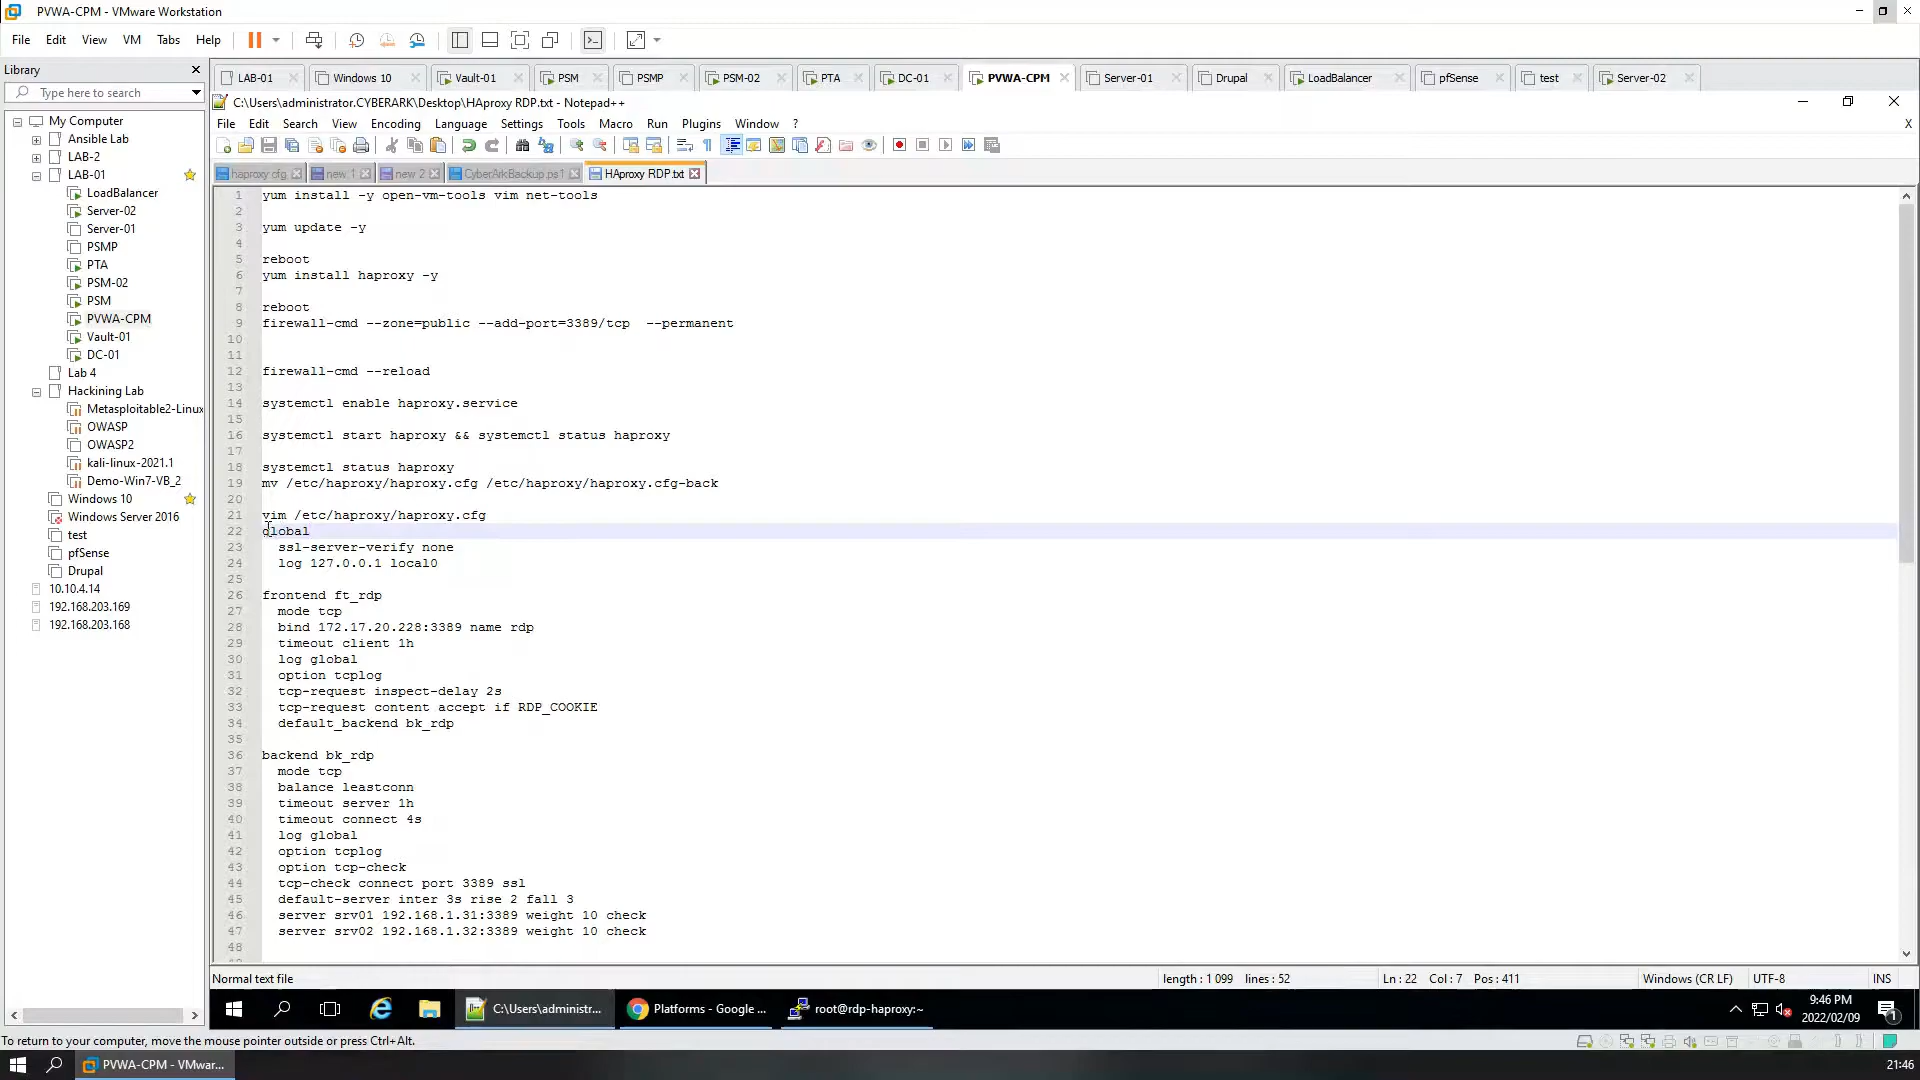 PVWA-CPM - VMware Workstation
File Edit View VM Tabs Help
Library
Type here to search
My Computer
Ansible Lab
LAB-2
LAB-01
LoadBalancer
Server-02
Server-01
PSMP
PTA
PSM-02
PSM
PVWA-CPM
Vault-01
DC-01
Lab 4
Hackining Lab
Metasploitable2-Linux
OWASP
OWASP2
kali-linux-2021.1
Demo-Win7-VB_2
Windows 10
Windows Server 2016
test
pfSense
Drupal
10.10.4.14
192.168.203.169
192.168.203.168
LAB-01 Windows 10 Vault-01 PSM PSMP PSM-02 PTA DC-01 PVWA-CPM Server-01 Drupal LoadBalancer pfSense test Server-02
C:\Users\administrator.CYBERARK\Desktop\HAproxy RDP.txt - Notepad++
File Edit Search View Encoding Language Settings Tools Macro Run Plugins Window ? X
haproxy cfg new 1 new 2 CyberArkBackup.ps1 HAproxy RDP.txt
1 yum install -y open-vm-tools vim net-tools
2
3 yum update -y
4
5 reboot
6 yum install haproxy -y
7
8 reboot
9 firewall-cmd --zone=public --add-port=3389/tcp --permanent
10
11
12 firewall-cmd --reload
13
14 systemctl enable haproxy.service
15
16 systemctl start haproxy && systemctl status haproxy
17
18 systemctl status haproxy
19 mv /etc/haproxy/haproxy.cfg /etc/haproxy/haproxy.cfg-back
20
21 vim /etc/haproxy/haproxy.cfg
22 global
23 ssl-server-verify none
24 log 127.0.0.1 local0
25
26 frontend ft_rdp
27 mode tcp
28 bind 172.17.20.228:3389 name rdp
29 timeout client 1h
30 log global
31 option tcplog
32 tcp-request inspect-delay 2s
33 tcp-request content accept if RDP_COOKIE
34 default_backend bk_rdp
35
36 backend bk_rdp
37 mode tcp
38 balance leastconn
39 timeout server 1h
40 timeout connect 4s
41 log global
42 option tcplog
43 option tcp-check
44 tcp-check connect port 3389 ssl
45 default-server inter 3s rise 2 fall 3
46 server srv01 192.168.1.31:3389 weight 10 check
47 server srv02 192.168.1.32:3389 weight 10 check
48
Normal text file length : 1 099 lines : 52 Ln : 22 Col : 7 Pos : 411 Windows (CR LF) UTF-8 INS
C:\Users\administr... Platforms - Google ... root@rdp-haproxy:~ 9:46 PM
2022/02/09 1
To return to your computer, move the mouse pointer outside or press Ctrl+Alt.
PVWA-CPM - VMwar... 21:46